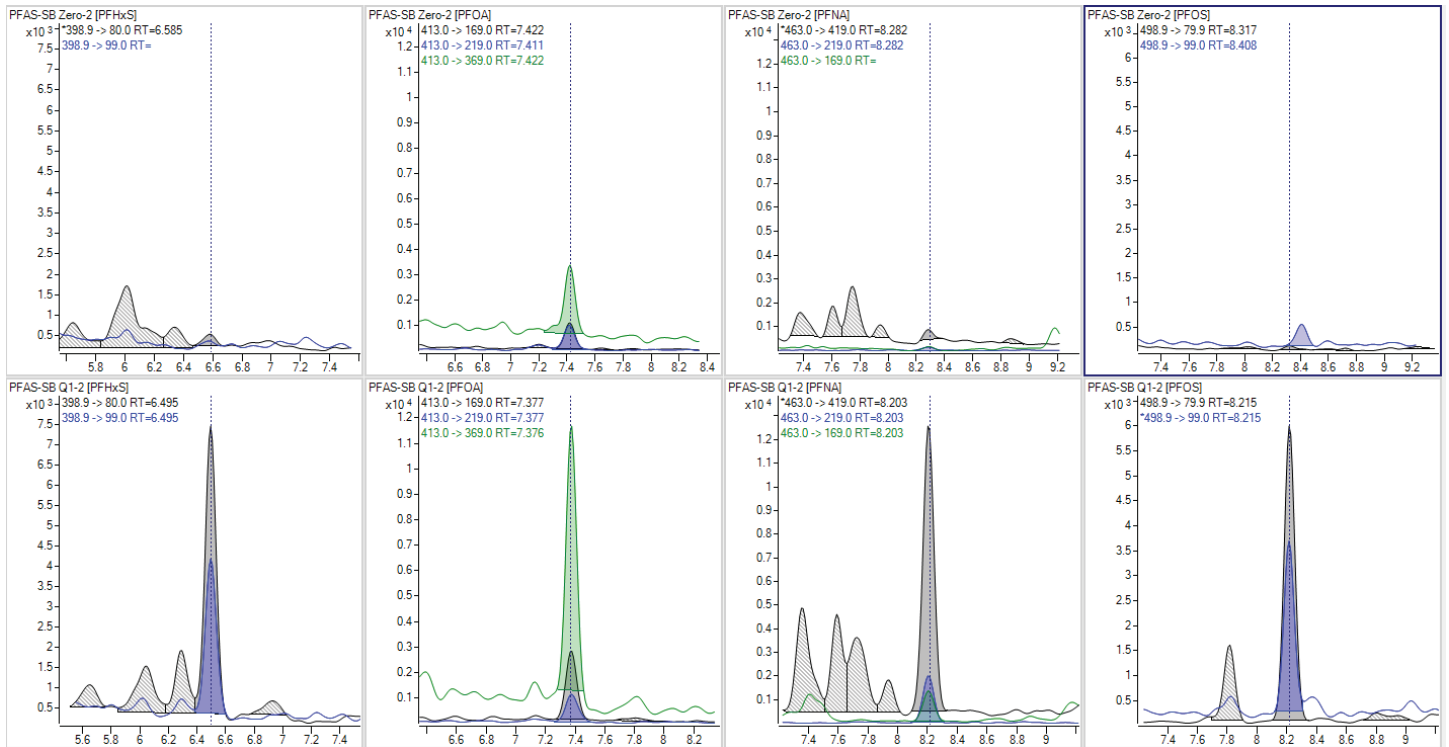 PFAS-SB Zero-2 [PFHxS]
x10 3
*398.9 -> 80.0 RT=6.585
398.9 -> 99.0 RT=
7.5
7
6.5
6
5.5
5
4.5
4
3.5
3
2.5
2
1.5
1
0.5
5.8 6 6.2 6.4 6.6 6.8 7 7.2 7.4
PFAS-SB Zero-2 [PFOA]
x10 4
413.0 -> 169.0 RT=7.422
413.0 -> 219.0 RT=7.411
413.0 -> 369.0 RT=7.422
1.2
1.1
1
0.9
0.8
0.7
0.6
0.5
0.4
0.3
0.2
0.1
6.6 6.8 7 7.2 7.4 7.6 7.8 8 8.2 8.4
PFAS-SB Zero-2 [PFNA]
x10 4
*463.0 -> 419.0 RT=8.282
463.0 -> 219.0 RT=8.282
463.0 -> 169.0 RT=
1.2
1.1
1
0.9
0.8
0.7
0.6
0.5
0.4
0.3
0.2
0.1
7.4 7.6 7.8 8 8.2 8.4 8.6 8.8 9 9.2
PFAS-SB Zero-2 [PFOS]
x10 3
*498.9 -> 79.9 RT=8.317
498.9 -> 99.0 RT=8.408
6
5.5
5
4.5
4
3.5
3
2.5
2
1.5
1
0.5
7.4 7.6 7.8 8 8.2 8.4 8.6 8.8 9 9.2
PFAS-SB Q1-2 [PFHxS]
x10 3
398.9 -> 80.0 RT=6.495
398.9 -> 99.0 RT=6.495
7.5
7
6.5
6
5.5
5
4.5
4
3.5
3
2.5
2
1.5
1
0.5
5.6 5.8 6 6.2 6.4 6.6 6.8 7 7.2 7.4
PFAS-SB Q1-2 [PFOA]
x10 4
413.0 -> 169.0 RT=7.377
413.0 -> 219.0 RT=7.377
413.0 -> 369.0 RT=7.376
1.1
1
0.9
0.8
0.7
0.6
0.5
0.4
0.3
0.2
0.1
6.6 6.8 7 7.2 7.4 7.6 7.8 8 8.2
PFAS-SB Q1-2 [PFNA]
x10 4
*463.0 -> 419.0 RT=8.203
463.0 -> 219.0 RT=8.203
463.0 -> 169.0 RT=8.203
1.2
1.1
1
0.9
0.8
0.7
0.6
0.5
0.4
0.3
0.2
0.1
7.4 7.6 7.8 8 8.2 8.4 8.6 8.8 9
PFAS-SB Q1-2 [PFOS]
x10 3
498.9 -> 79.9 RT=8.215
*498.9 -> 99.0 RT=8.215
6
5.5
5
4.5
4
3.5
3
2.5
2
1.5
1
0.5
7.4 7.6 7.8 8 8.2 8.4 8.6 8.8 9